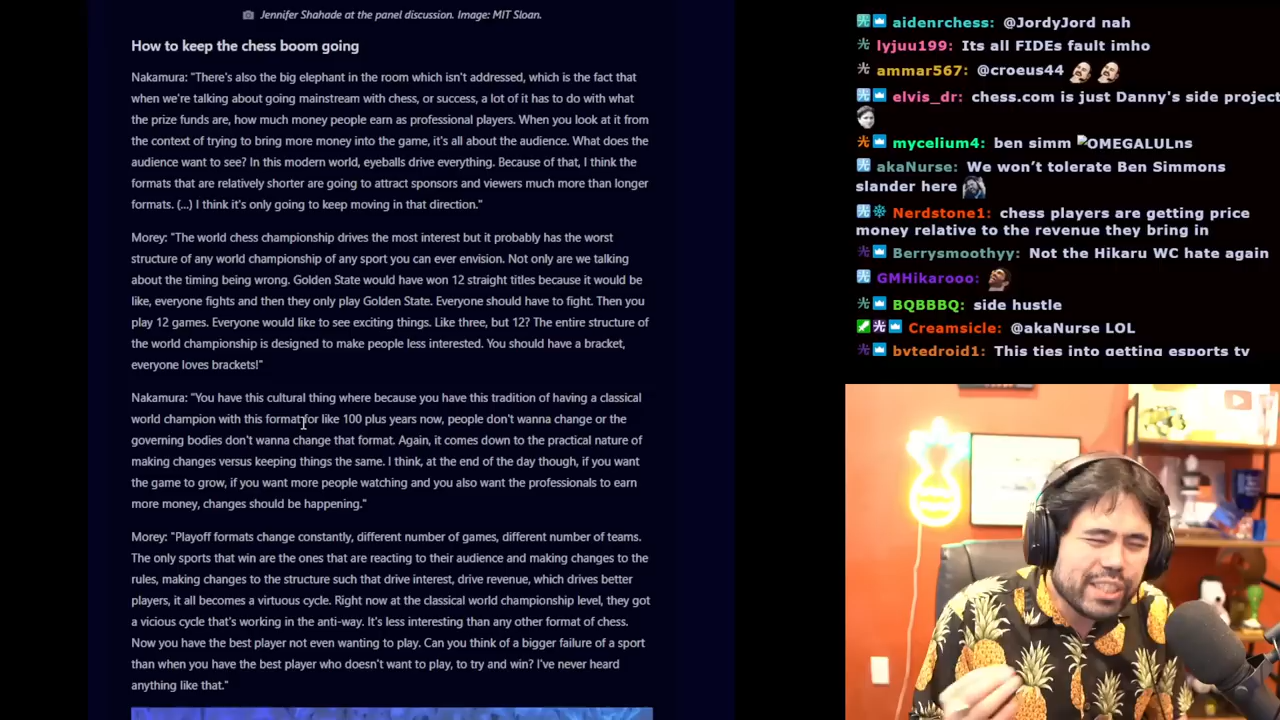 Jennifer Shahade at the panel discussion. Image: MIT Sloan.
How to keep the chess boom going
Nakamura: "There's also the big elephant in the room which isn't addressed, which is the fact that
when we're talking about going mainstream with chess, or success, a lot of it has to do with what
the prize funds are, how much money people earn as professional players. When you look at it from
the context of trying to bring more money into the game, it's all about the audience. What does the
audience want to see? In this modern world, eyeballs drive everything. Because of that, I think the
formats that are relatively shorter are going to attract sponsors and viewers much more than longer
formats. (...) I think it's only going to keep moving in that direction."
Morey: "The world chess championship drives the most interest but it probably has the worst
structure of any world championship of any sport you can ever envision. Not only are we talking
about the timing being wrong. Golden State would have won 12 straight titles because it would be
like, everyone fights and then they only play Golden State. Everyone should have to fight. Then you
play 12 games. Everyone would like to see exciting things. Like three, but 12? The entire structure of
the world championship is designed to make people less interested. You should have a bracket,
everyone loves brackets!"
Nakamura: "You have this cultural thing where because you have this tradition of having a classical
world champion with this format for like 100 plus years now, people don't wanna change or the
governing bodies don't wanna change that format. Again, it comes down to the practical nature of
making changes versus keeping things the same. I think, at the end of the day though, if you want
the game to grow, if you want more people watching and you also want the professionals to earn
more money, changes should be happening."
Morey: "Playoff formats change constantly, different number of games, different number of teams.
The only sports that win are the ones that are reacting to their audience and making changes to the
rules, making changes to the structure such that drive interest, drive revenue, which drives better
players, it all becomes a virtuous cycle. Right now at the classical world championship level, they got
a vicious cycle that's working in the anti-way. It's less interesting than any other format of chess.
Now you have the best player not even wanting to play. Can you think of a bigger failure of a sport
than when you have the best player who doesn't want to play, to try and win? I've never heard
anything like that."
aidenrchess: @JordyJord nah
lyjuu199: Its all FIDEs fault imho
ammar567: @croeus44
elvis_dr: chess.com is just Danny's side project
mycelium4: ben simm OMEGALULns
akaNurse: We won't tolerate Ben Simmons
slander here
Nerdstone1: chess players are getting price
money relative to the revenue they bring in
Berrysmoothyy: Not the Hikaru WC hate again
GMHikarooo:
BQBBBQ: side hustle
Creamsicle: @akaNurse LOL
bytedroid1: This ties into getting esports tv